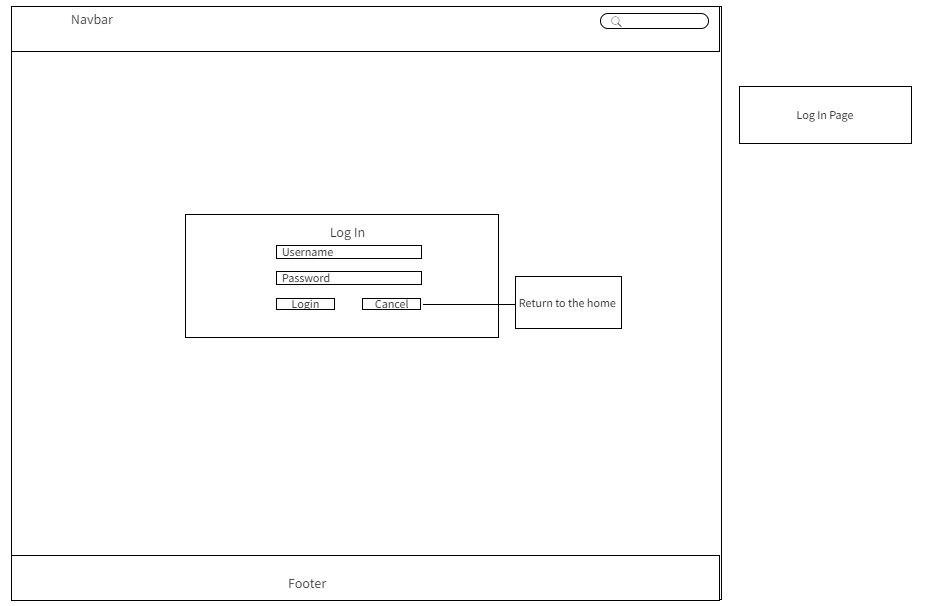 Navbar
Log In Page
Log In
Username
Password
Login
Cancel
Return to the home
Footer